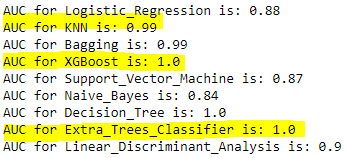 AUC for Logistic_Regression is: 0.88
AUC for KNN is: 0.99
AUC for Bagging is: 0.99
AUC for XGBoost is: 1.0
AUC for Support_Vector_Machine is: 0.87
AUC for Naive_Bayes is: 0.84
AUC for Decision_Tree is: 1.0
AUC for Extra_Trees_Classifier is: 1.0
AUC for Linear_Discriminant_Analysis is: 0.9